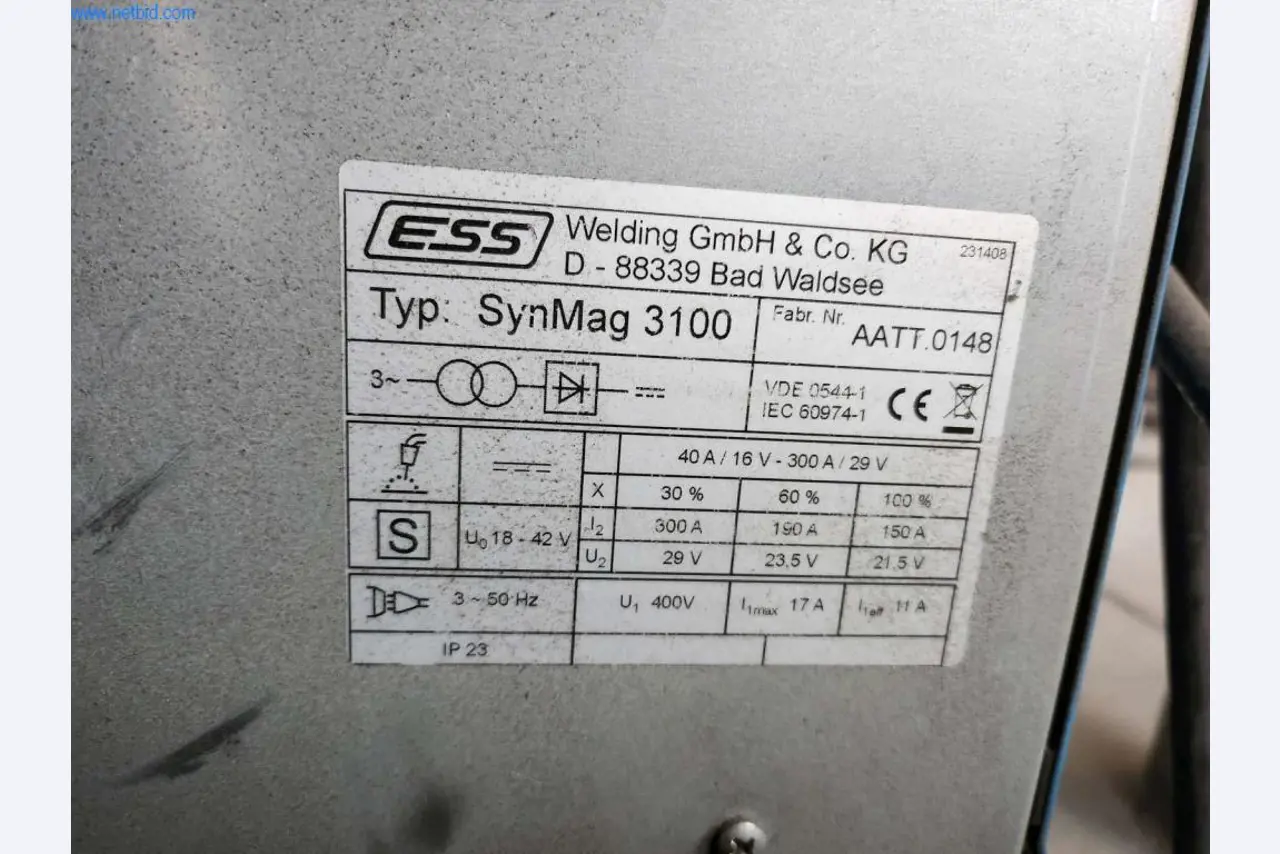 www.netbid.com
ESS Welding GmbH & Co. KG 231408
D - 88339 Bad Waldsee
Typ: SynMag 3100 Fabr. Nr. AATT.0148
3~ VDE 0544-1
IEC 60974-1 CE
40 A / 16 V - 300 A / 29 V
X 30 % 60 % 100 %
S U0 18 - 42 V I2 300 A 190 A 150 A
U2 29 V 23,5 V 21,5 V
3 ~ 50 Hz U1 400V I1max 17 A I1eff 11 A
IP 23